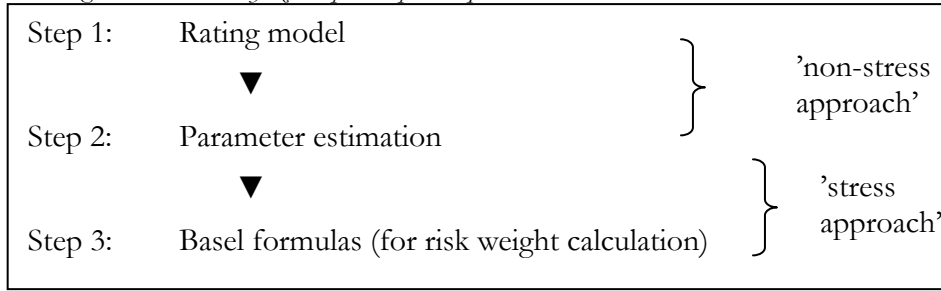 Step 1: Rating model
’non-stress
approach’
Step 2: Parameter estimation
’stress
approach’
Step 3: Basel formulas (for risk weight calculation)